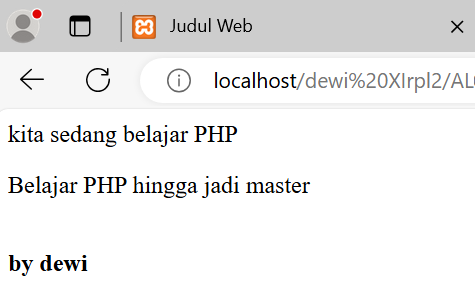 Judul Web
localhost/dewi%20XIrpl2/AL
kita sedang belajar PHP
Belajar PHP hingga jadi master
by dewi